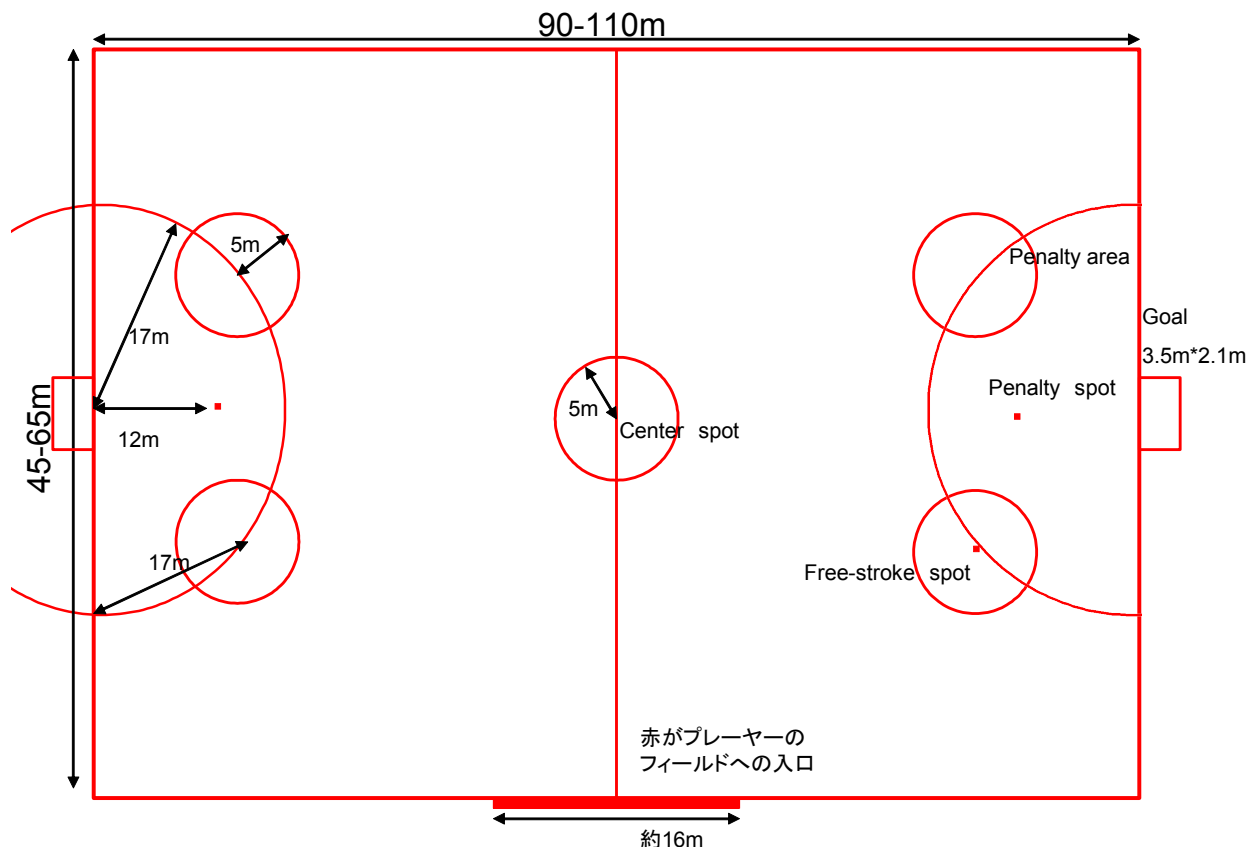 90-110m
5m
Penalty area
17m
Goal
3.5m*2.1m
45-65m
12m
5m
Center spot
Penalty spot
17m
Free-stroke spot
赤がプレーヤーの
フィールドへの入口
約16m